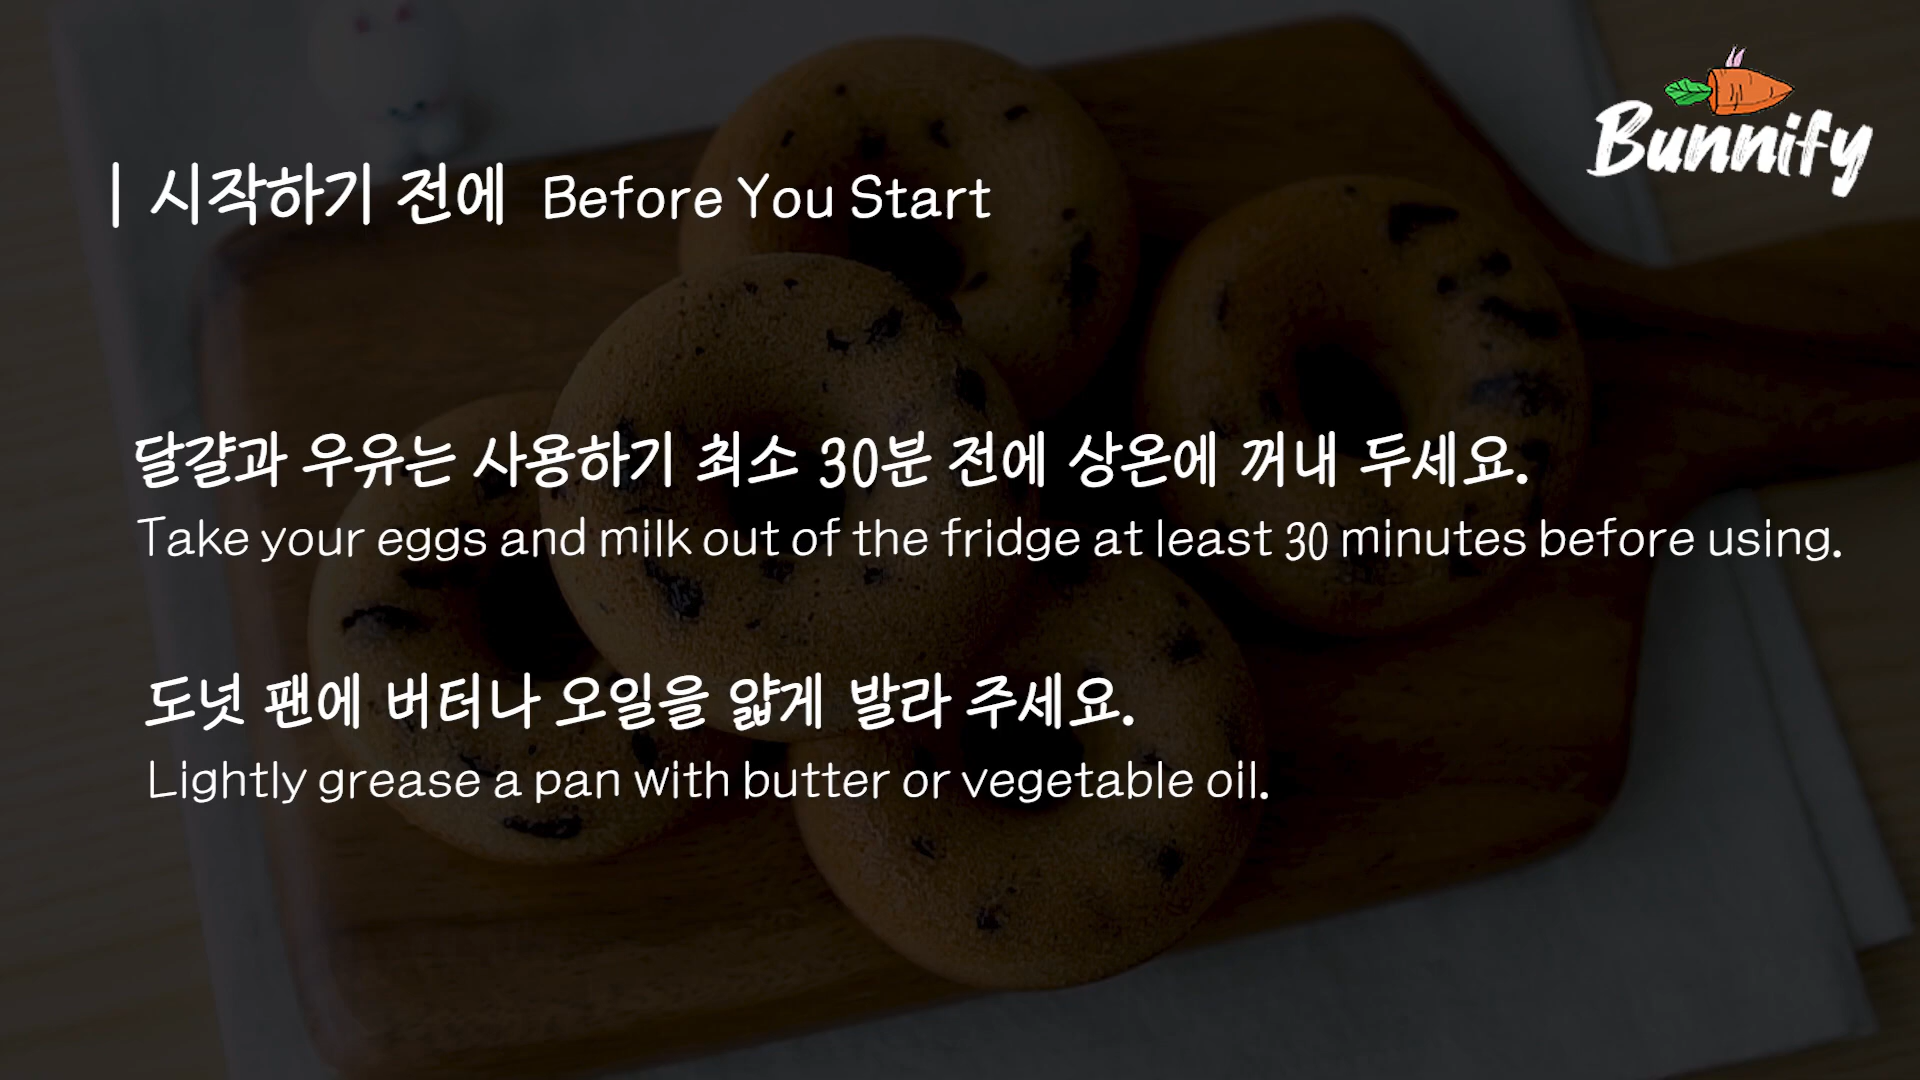 Bunnify
| 시작하기 전에 Before You Start
달걀과 우유는 사용하기 최소 30분 전에 상온에 꺼내 두세요.
Take your eggs and milk out of the fridge at least 30 minutes before using.
도넛 팬에 버터나 오일을 얇게 발라 주세요.
Lightly grease a pan with butter or vegetable oil.